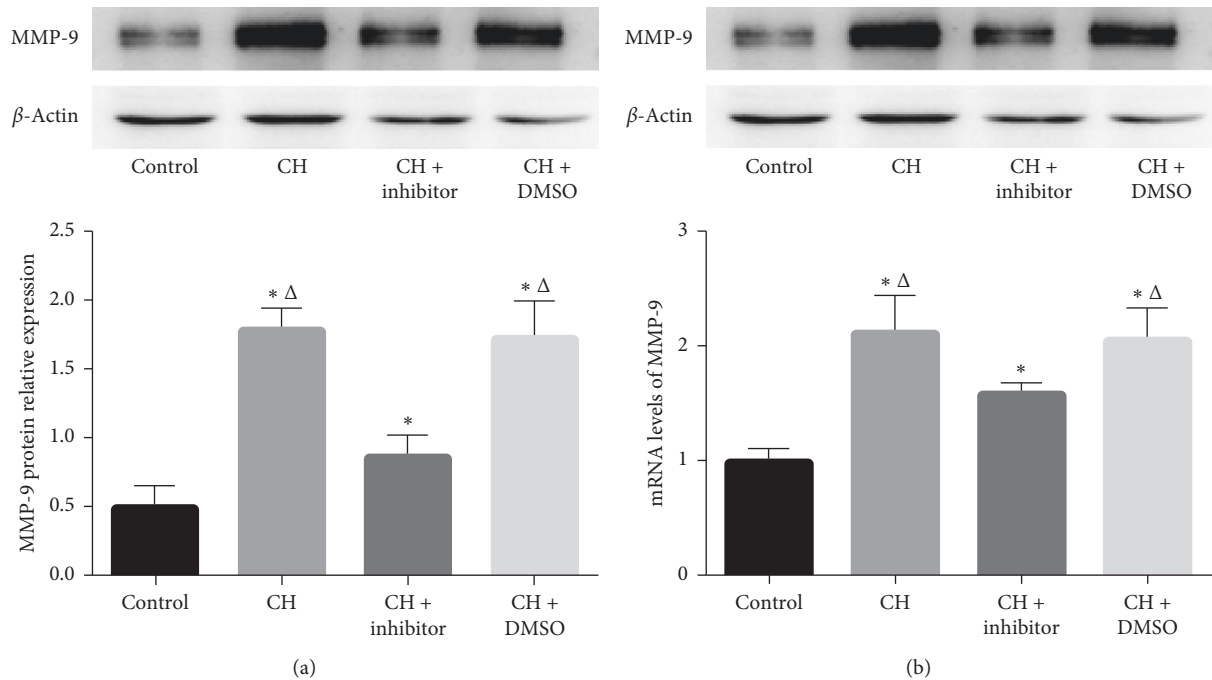 MMP-9
β-Actin
Control
CH
CH +
inhibitor
CH +
DMSO
MMP-9 protein relative expression
2.5
2.0
1.5
1.0
0.5
0.0
* Δ
*
* Δ
Control
CH
CH +
inhibitor
CH +
DMSO
(a)
MMP-9
β-Actin
Control
CH
CH +
inhibitor
CH +
DMSO
mRNA levels of MMP-9
3
2
1
0
* Δ
*
* Δ
Control
CH
CH +
inhibitor
CH +
DMSO
(b)